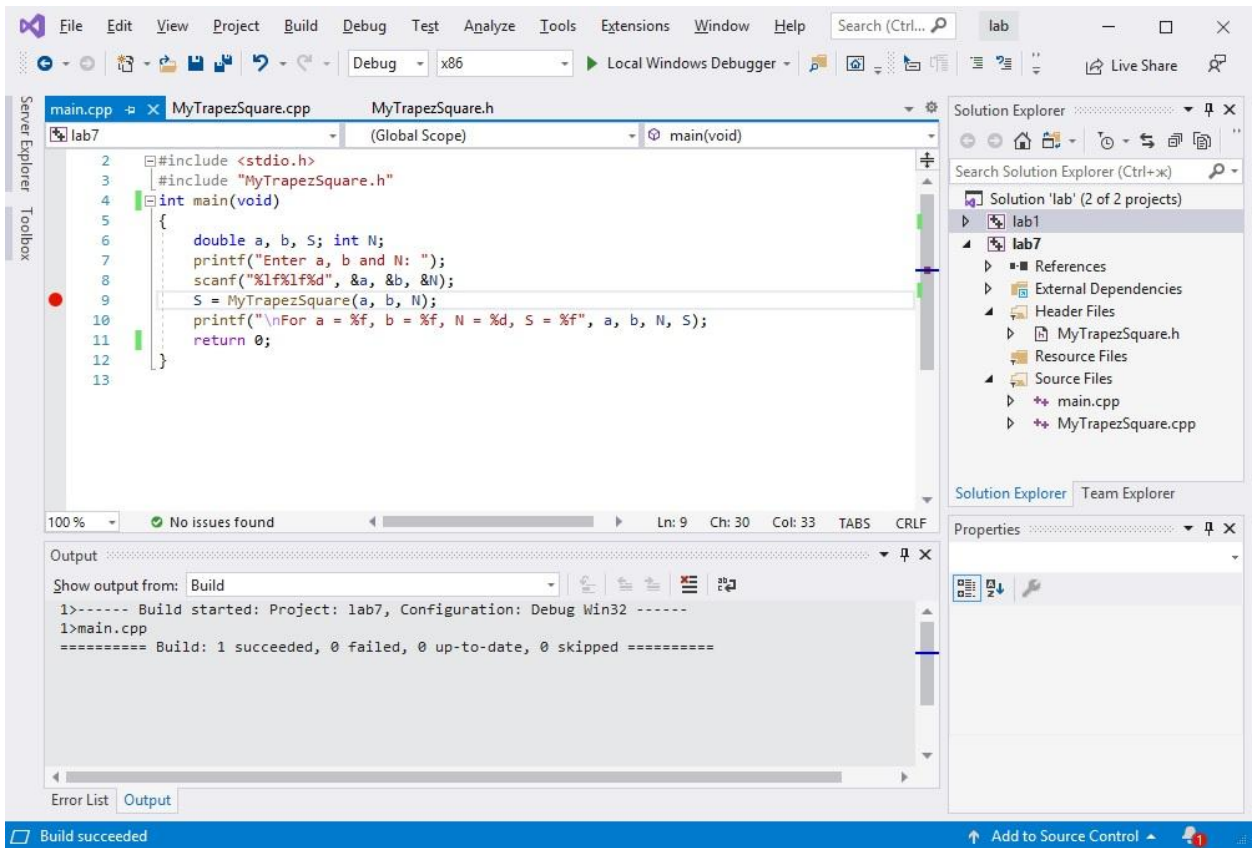 File Edit View Project Build Debug Test Analyze Tools Extensions Window Help Search (Ctrl... lab
Debug x86 Local Windows Debugger Live Share
Server Explorer
Toolbox
main.cpp MyTrapezSquare.cpp MyTrapezSquare.h
lab7 (Global Scope) main(void)
2 #include <stdio.h>
3 #include "MyTrapezSquare.h"
4 int main(void)
5 {
6 double a, b, S; int N;
7 printf("Enter a, b and N: ");
8 scanf("%lf%lf%d", &a, &b, &N);
9 S = MyTrapezSquare(a, b, N);
10 printf("\nFor a = %f, b = %f, N = %d, S = %f", a, b, N, S);
11 return 0;
12 }
13
100 % No issues found Ln: 9 Ch: 30 Col: 33 TABS CRLF
Output
Show output from: Build
1>------ Build started: Project: lab7, Configuration: Debug Win32 ------
1>main.cpp
========== Build: 1 succeeded, 0 failed, 0 up-to-date, 0 skipped ==========
Error List Output
Solution Explorer
Search Solution Explorer (Ctrl+ж)
Solution 'lab' (2 of 2 projects)
lab1
lab7
References
External Dependencies
Header Files
MyTrapezSquare.h
Resource Files
Source Files
main.cpp
MyTrapezSquare.cpp
Solution Explorer Team Explorer
Properties
Build succeeded Add to Source Control 1